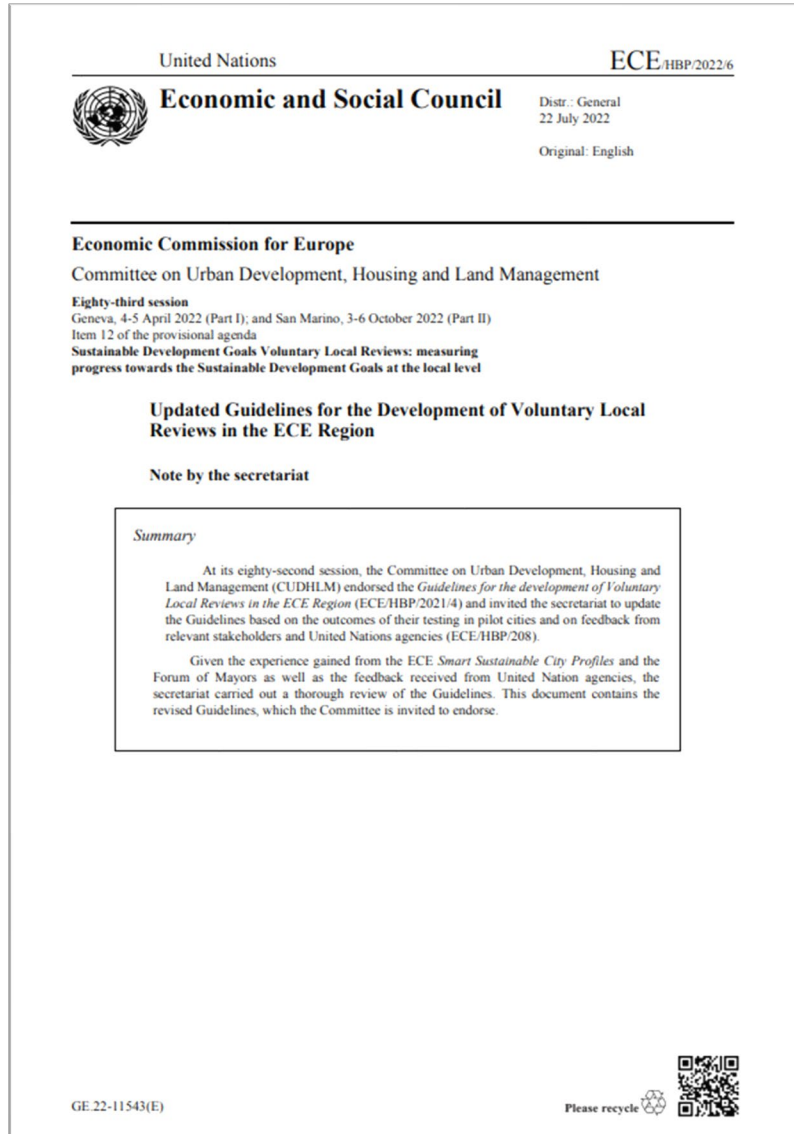 United Nations
ECE/HBP/2022/6
Economic and Social Council
Distr.: General
22 July 2022
Original: English
Economic Commission for Europe
Committee on Urban Development, Housing and Land Management
Eighty-third session
Geneva, 4-5 April 2022 (Part I); and San Marino, 3-6 October 2022 (Part II)
Item 12 of the provisional agenda
Sustainable Development Goals Voluntary Local Reviews: measuring
progress towards the Sustainable Development Goals at the local level
Updated Guidelines for the Development of Voluntary Local
Reviews in the ECE Region
Note by the secretariat
Summary
At its eighty-second session, the Committee on Urban Development, Housing and
Land Management (CUDHLM) endorsed the Guidelines for the development of Voluntary
Local Reviews in the ECE Region (ECE/HBP/2021/4) and invited the secretariat to update
the Guidelines based on the outcomes of their testing in pilot cities and on feedback from
relevant stakeholders and United Nations agencies (ECE/HBP/208).
Given the experience gained from the ECE Smart Sustainable City Profiles and the
Forum of Mayors as well as the feedback received from United Nation agencies, the
secretariat carried out a thorough review of the Guidelines. This document contains the
revised Guidelines, which the Committee is invited to endorse.
GE.22-11543(E)
Please recycle